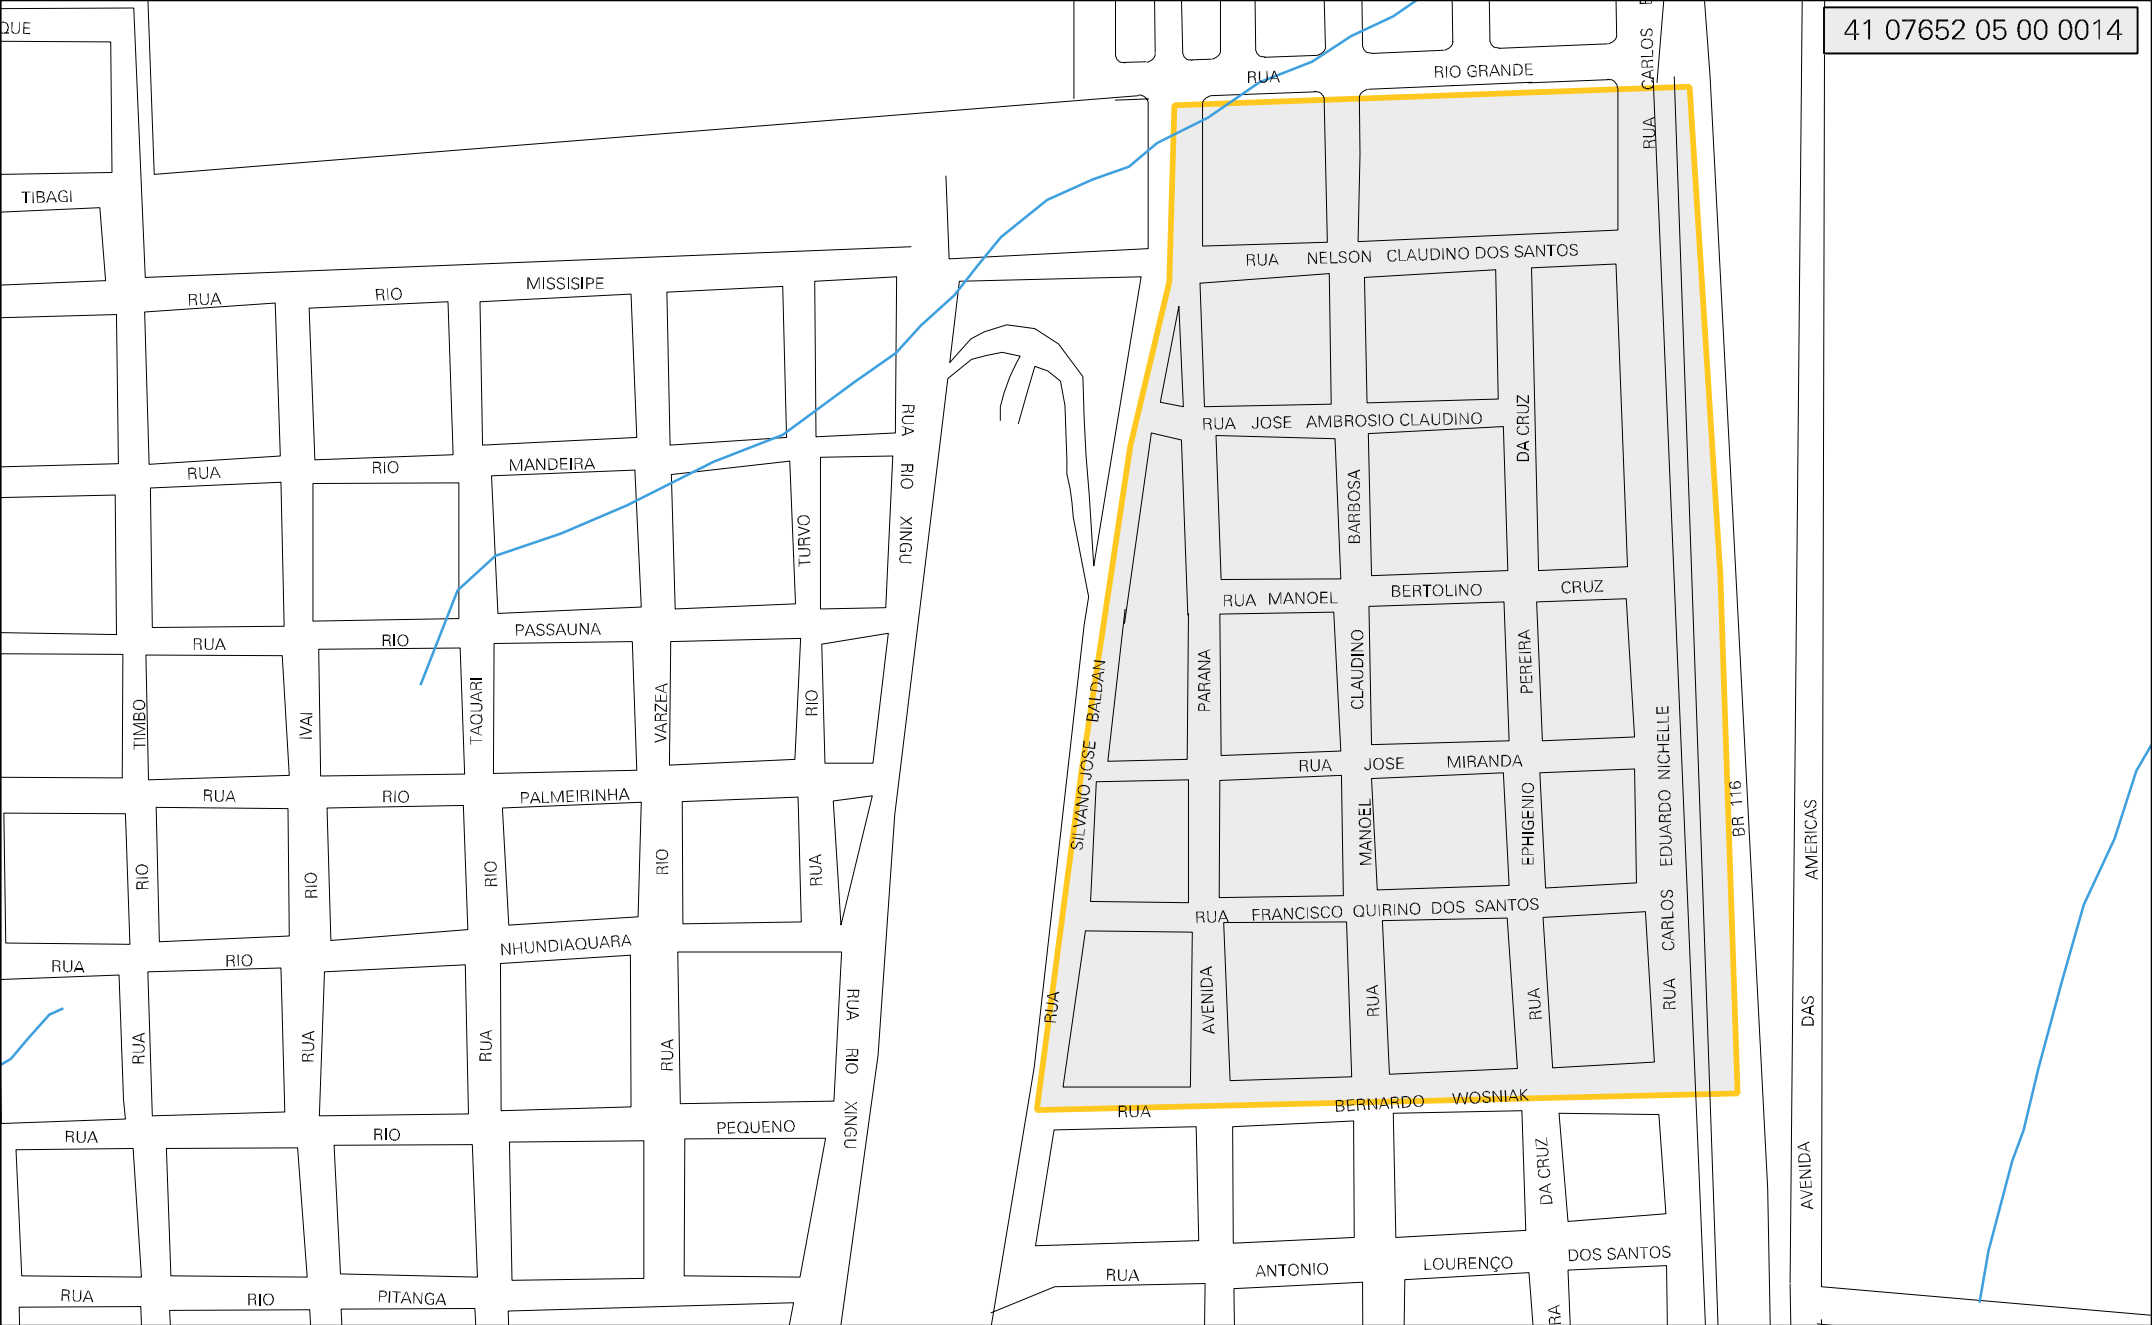 41 07652 05 00 0014
QUE
RUA RIO GRANDE
RUA CARLOS
TIBAGI
RUA NELSON CLAUDINO DOS SANTOS
RUA RIO MISSISIPE
RUA JOSE AMBROSIO CLAUDINO
RUA RIO MANDEIRA
RUA RIO XINGU
RUA MANOEL BERTOLINO CRUZ
RUA RIO PASSAUNA
RUA JOSE MIRANDA
RUA RIO PALMEIRINHA
RUA FRANCISCO QUIRINO DOS SANTOS
RUA RIO NHUNDIAQUARA
RUA RIO TIMBO
RUA RIO IVAI
RUA RIO TAQUARI
RUA RIO VARZEA
RUA RIO TURVO
RUA RIO XINGU
RUA SILVANO JOSE BALDAN
AVENIDA PARANA
RUA MANOEL CLAUDINO BARBOSA
RUA EPHIGENIO PEREIRA DA CRUZ
RUA CARLOS EDUARDO NICHELLE
BR 116
AVENIDA DAS AMERICAS
RUA BERNARDO WOSNIAK
RUA RIO PEQUENO
DA CRUZ
RUA ANTONIO LOURENÇO DOS SANTOS
RUA RIO PITANGA
RA